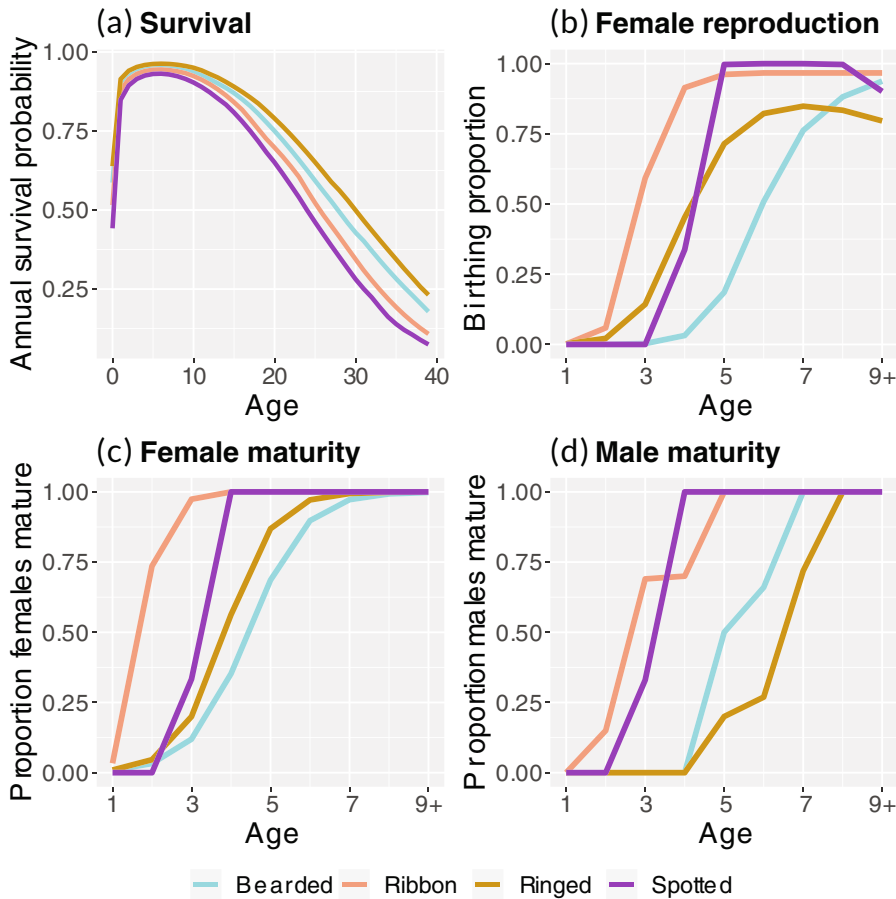 (a) Survival
Annual survival probability
1.00
0.75
0.50
0.25
0 10 20 30 40
Age
(b) Female reproduction
Birthing proportion
1.00
0.75
0.50
0.25
0.00
1 3 5 7 9+
Age
(c) Female maturity
Proportion females mature
1.00
0.75
0.50
0.25
0.00
1 3 5 7 9+
Age
(d) Male maturity
Proportion males mature
1.00
0.75
0.50
0.25
0.00
1 3 5 7 9+
Age
Bearded Ribbon Ringed Spotted